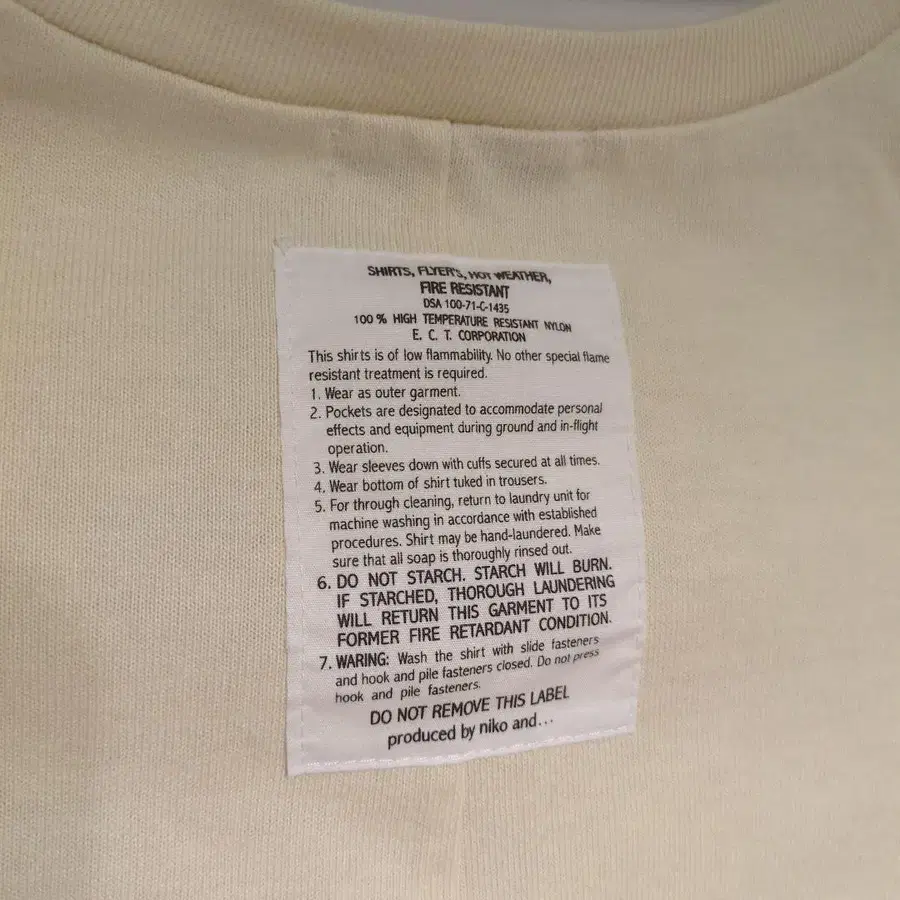 SHIRTS, FLYER'S, HOT WEATHER,
FIRE RESISTANT
DSA 100-71-C-1435
100 % HIGH TEMPERATURE RESISTANT NYLON
E. C. T. CORPORATION
This shirts is of low flammability. No other special flame
resistant treatment is required.
1. Wear as outer garment.
2. Pockets are designated to accommodate personal
effects and equipment during ground and in-flight
operation.
3. Wear sleeves down with cuffs secured at all times.
4. Wear bottom of shirt tuked in trousers.
5. For through cleaning, return to laundry unit for
machine washing in accordance with established
procedures. Shirt may be hand-laundered. Make
sure that all soap is thoroughly rinsed out.
6. DO NOT STARCH. STARCH WILL BURN.
IF STARCHED, THOROUGH LAUNDERING
WILL RETURN THIS GARMENT TO ITS
FORMER FIRE RETARDANT CONDITION.
7. WARING: Wash the shirt with slide fasteners
and hook and pile fasteners closed. Do not press
hook and pile fasteners.
DO NOT REMOVE THIS LABEL
produced by niko and...